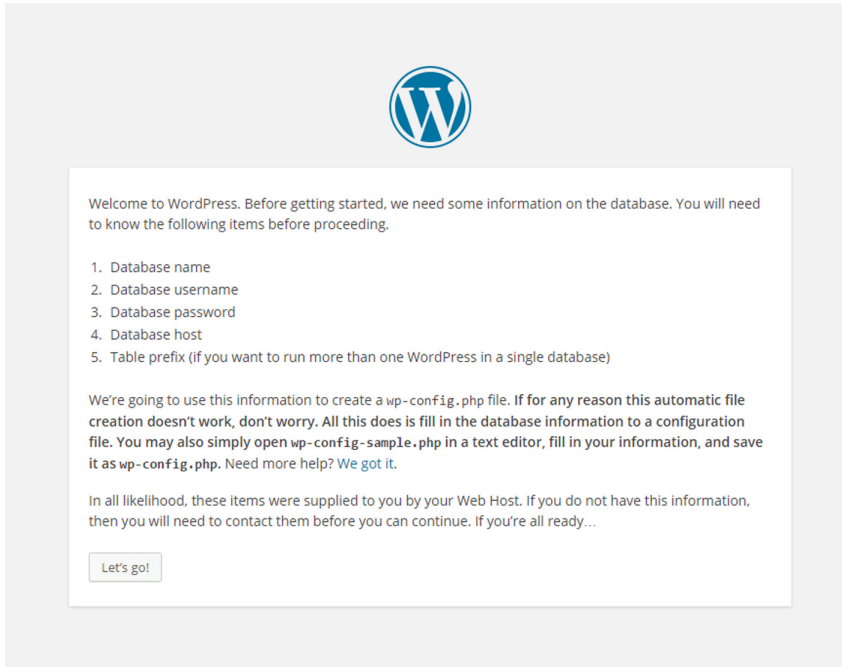 W
Welcome to WordPress. Before getting started, we need some information on the database. You will need
to know the following items before proceeding.
1. Database name
2. Database username
3. Database password
4. Database host
5. Table prefix (if you want to run more than one WordPress in a single database)
We’re going to use this information to create a wp-config.php file. If for any reason this automatic file
creation doesn’t work, don’t worry. All this does is fill in the database information to a configuration
file. You may also simply open wp-config-sample.php in a text editor, fill in your information, and save
it as wp-config.php. Need more help? We got it.
In all likelihood, these items were supplied to you by your Web Host. If you do not have this information,
then you will need to contact them before you can continue. If you’re all ready…
Let’s go!